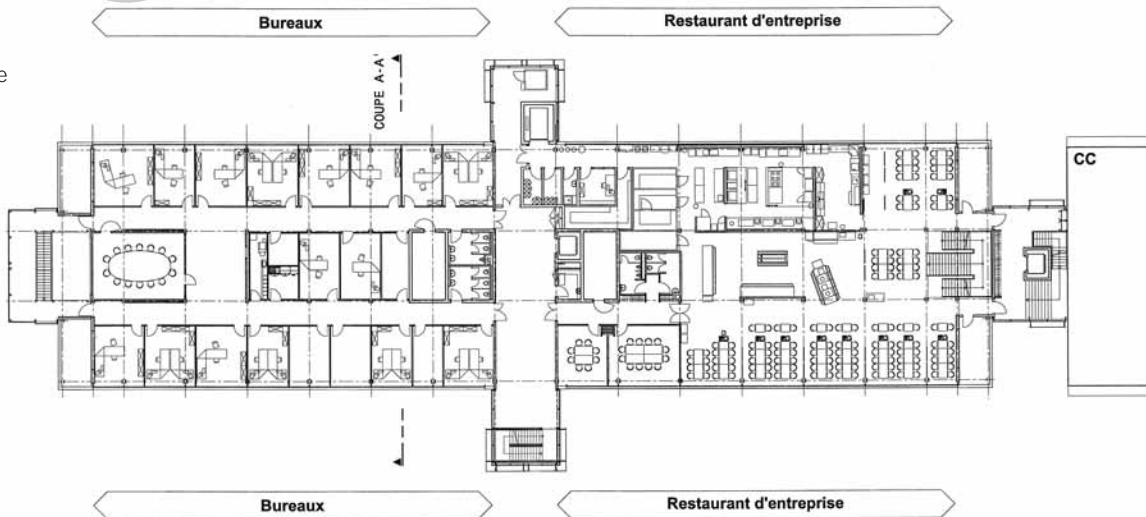 Bureaux
Restaurant d'entreprise
e
COUPE A-A'
CC
Bureaux
Restaurant d'entreprise